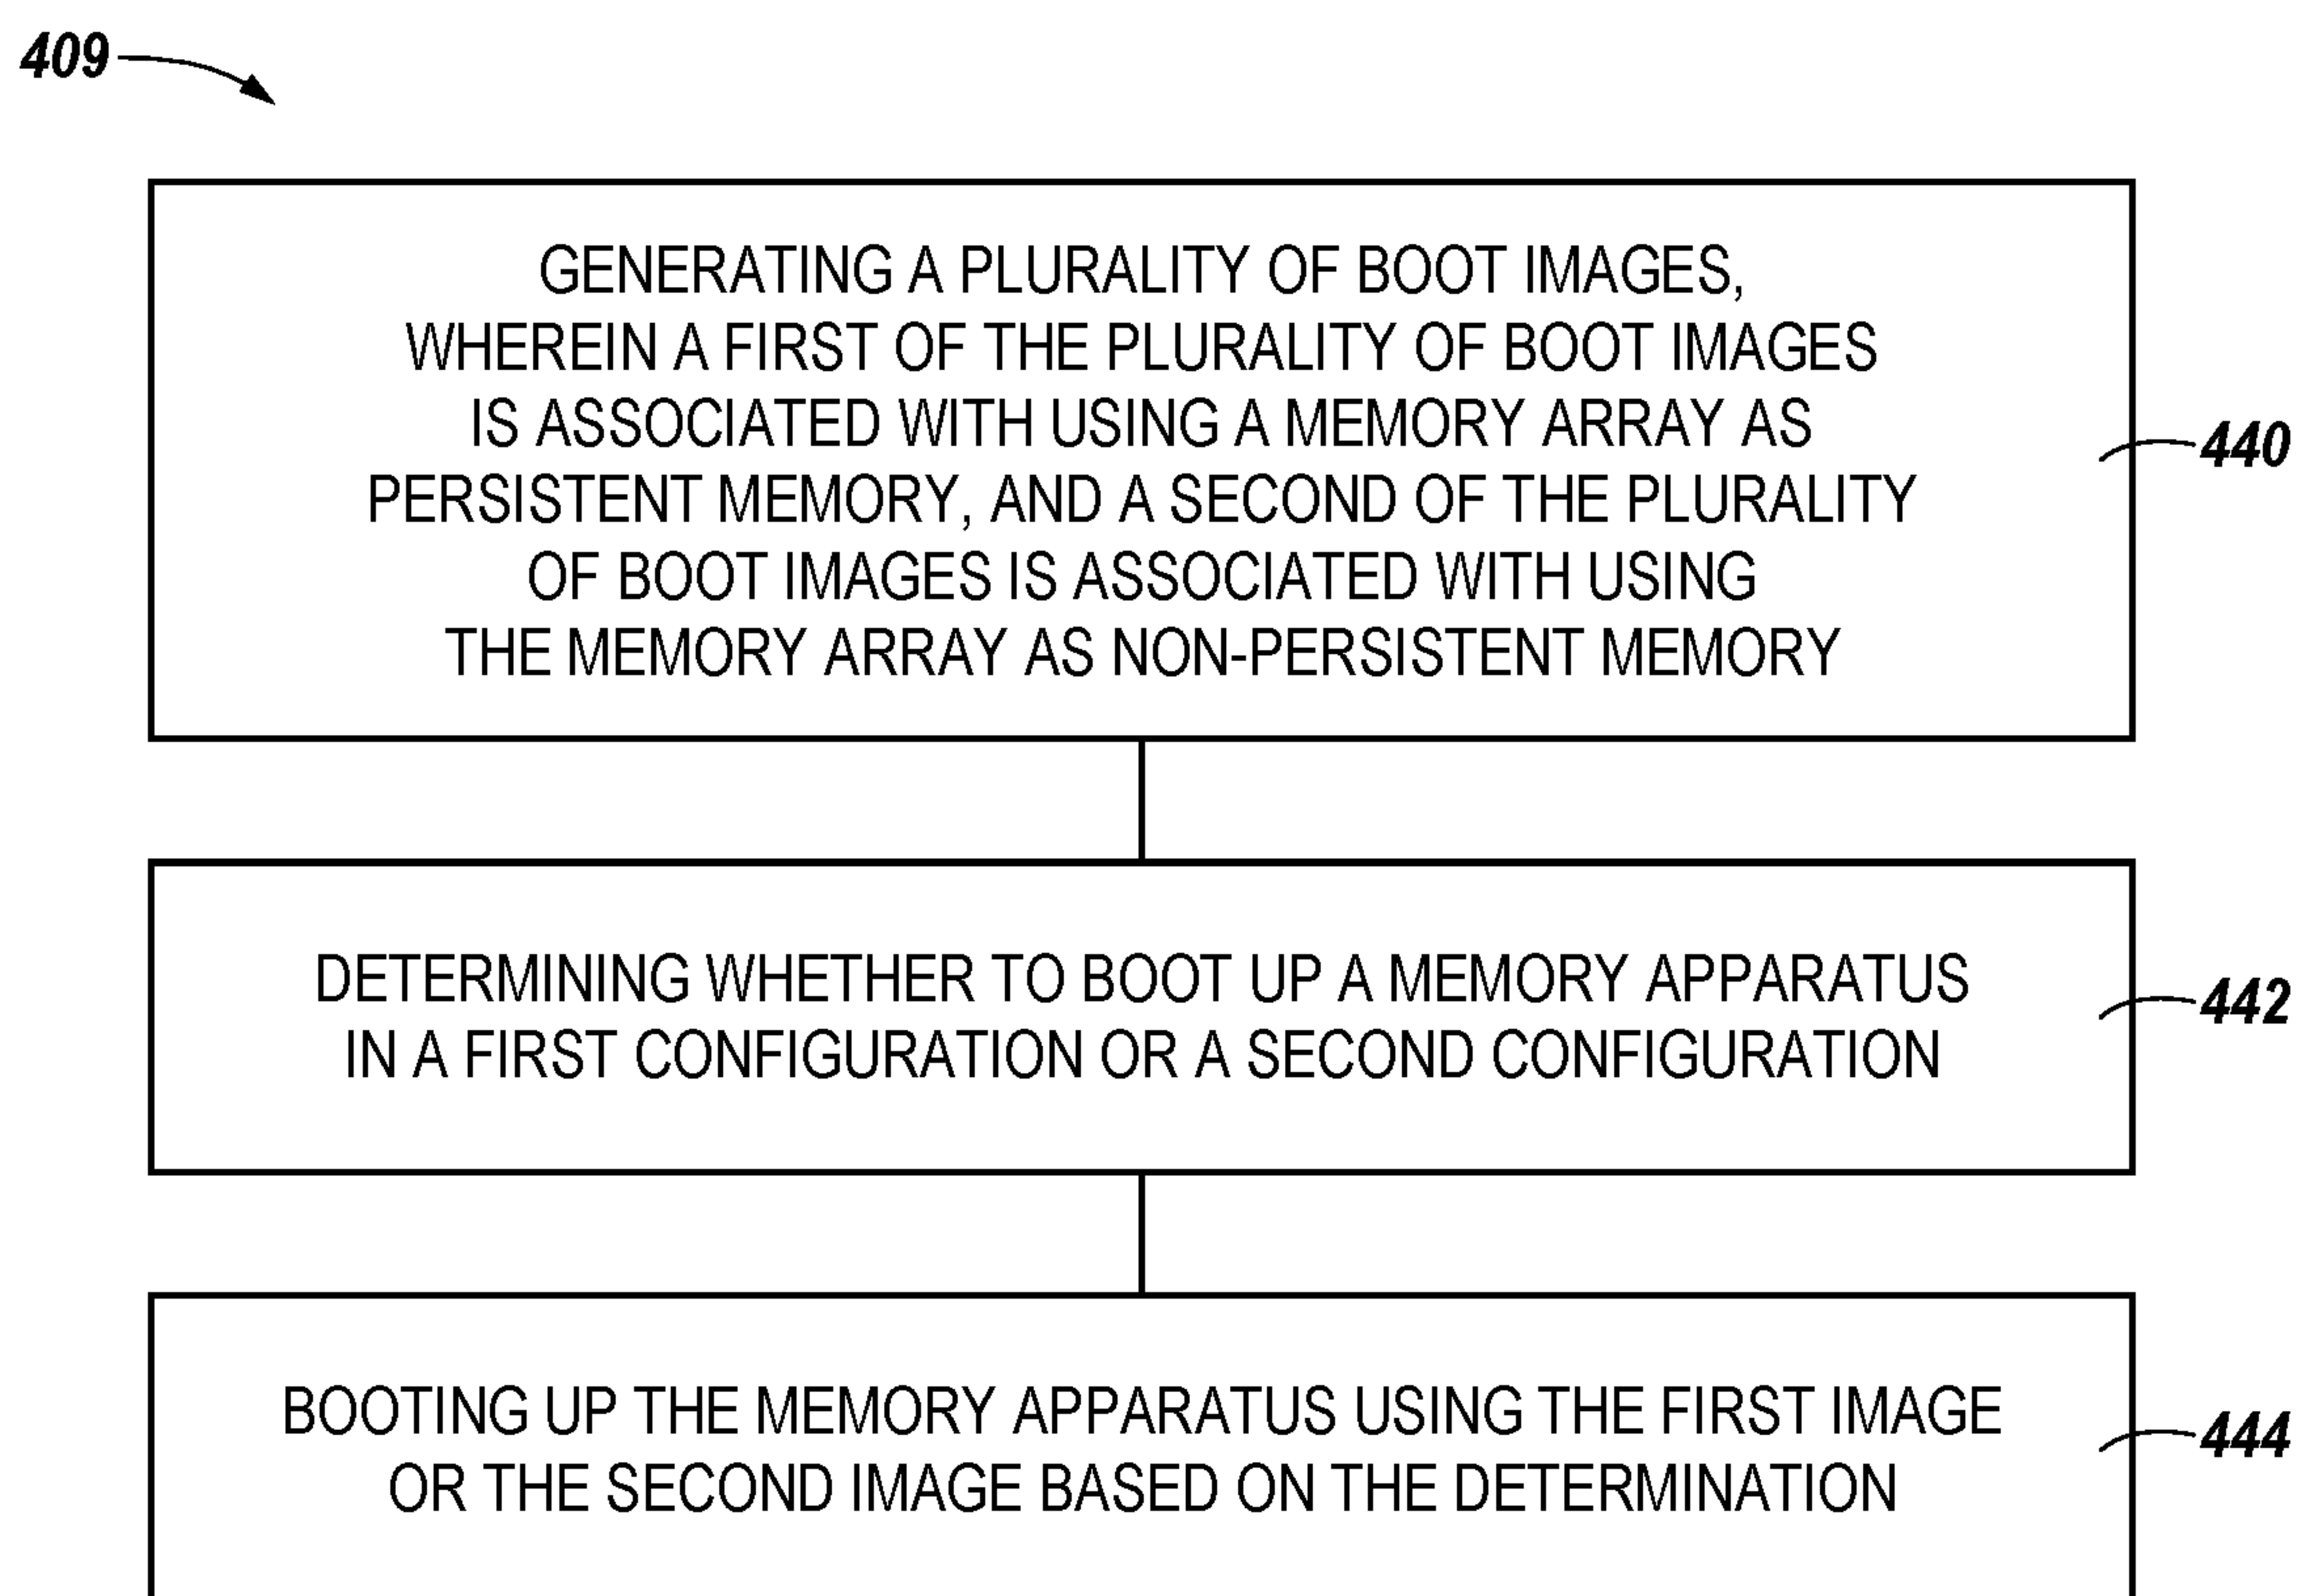 409
GENERATING A PLURALITY OF BOOT IMAGES,
WHEREIN A FIRST OF THE PLURALITY OF BOOT IMAGES
IS ASSOCIATED WITH USING A MEMORY ARRAY AS
PERSISTENT MEMORY, AND A SECOND OF THE PLURALITY
OF BOOT IMAGES IS ASSOCIATED WITH USING
THE MEMORY ARRAY AS NON-PERSISTENT MEMORY
440
DETERMINING WHETHER TO BOOT UP A MEMORY APPARATUS
IN A FIRST CONFIGURATION OR A SECOND CONFIGURATION
442
BOOTING UP THE MEMORY APPARATUS USING THE FIRST IMAGE
OR THE SECOND IMAGE BASED ON THE DETERMINATION
444